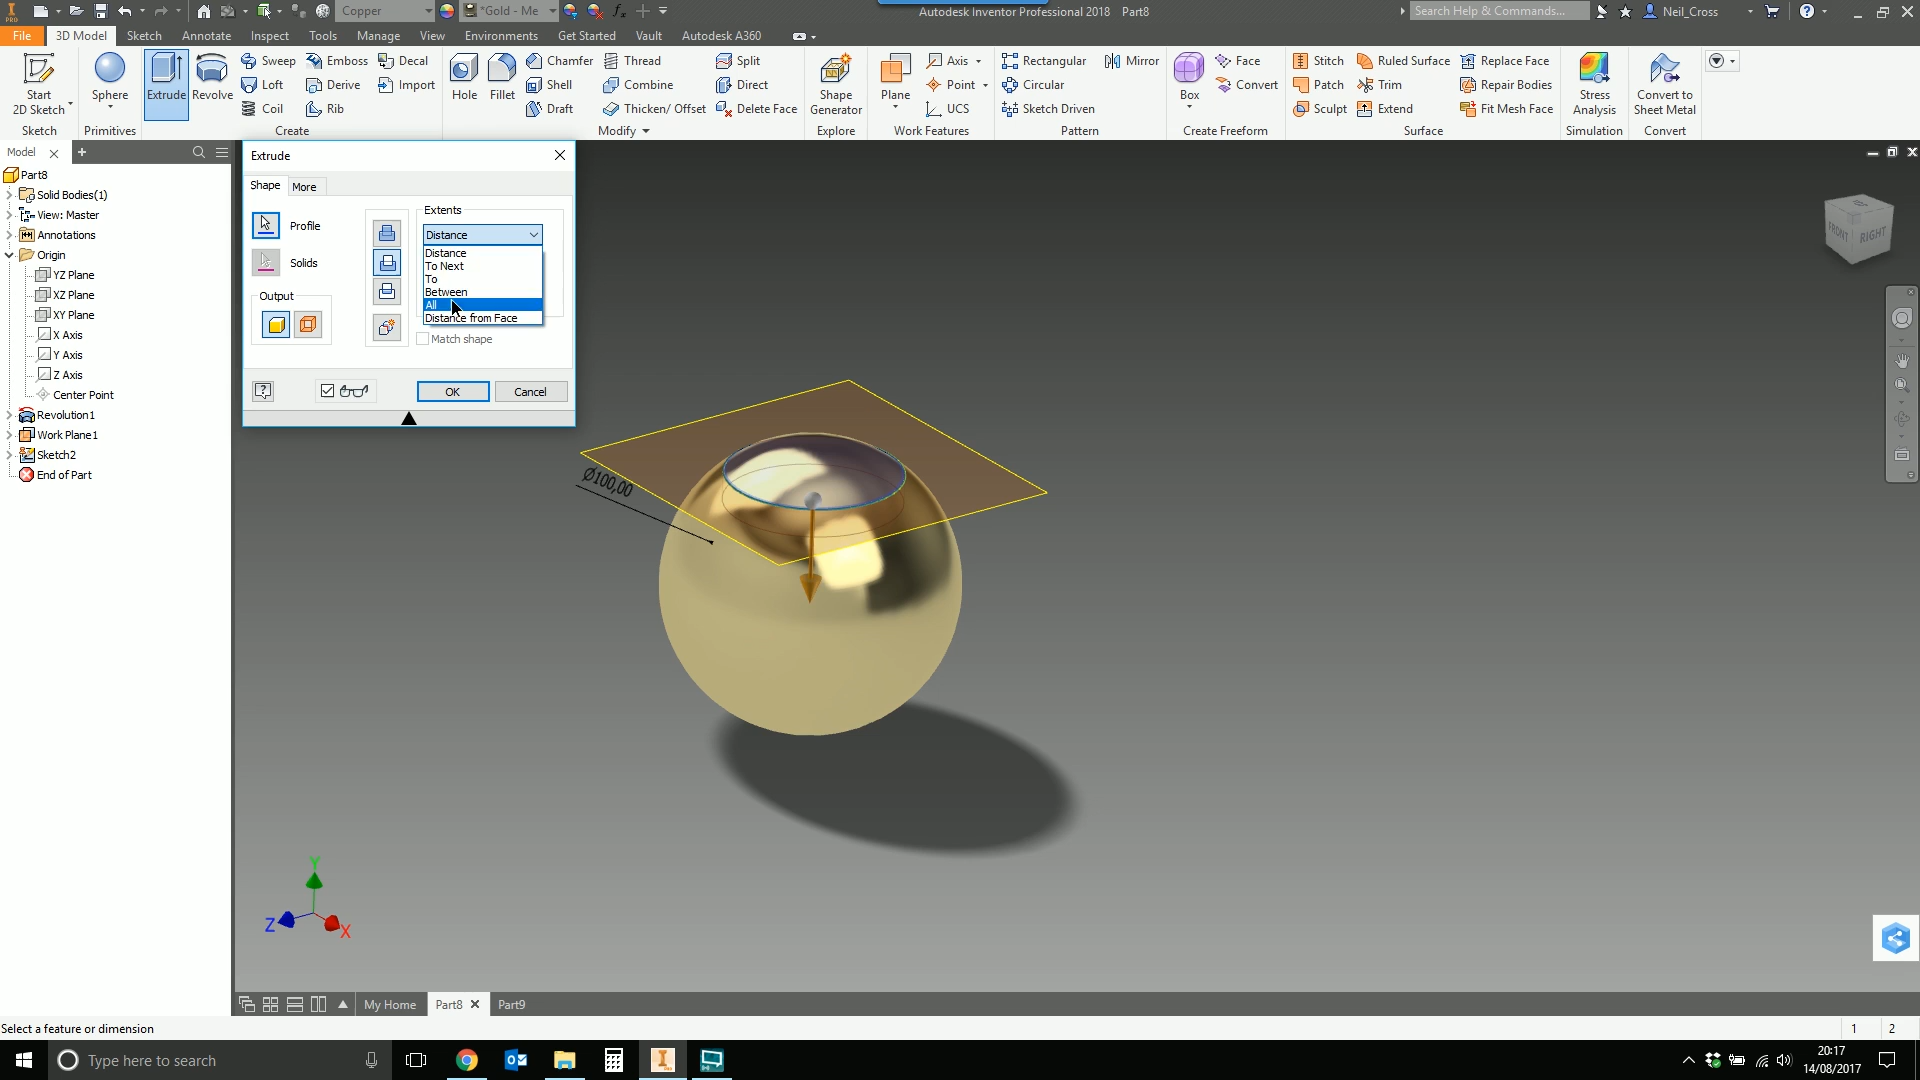 PRO
Copper
"Gold - Me
Autodesk Inventor Professional 2018 Part8
Search Help & Commands...
Neil_Cross
File
3D Model
Sketch
Annotate
Inspect
Tools
Manage
View
Environments
Get Started
Vault
Autodesk A360
Start
2D Sketch
Sphere
Extrude
Revolve
Sweep
Emboss
Decal
Loft
Derive
Import
Coil
Rib
Hole
Fillet
Chamfer
Thread
Split
Shell
Combine
Direct
Draft
Thicken/ Offset
Delete Face
Shape
Generator
Plane
Axis
Point
UCS
Rectangular
Mirror
Circular
Sketch Driven
Box
Face
Convert
Stitch
Ruled Surface
Replace Face
Patch
Trim
Repair Bodies
Sculpt
Extend
Fit Mesh Face
Stress
Analysis
Convert to
Sheet Metal
Sketch
Primitives
Create
Modify
Explore
Work Features
Pattern
Create Freeform
Surface
Simulation
Convert
Model
Part8
Solid Bodies(1)
View: Master
Annotations
Origin
YZ Plane
XZ Plane
XY Plane
X Axis
Y Axis
Z Axis
Center Point
Revolution1
Work Plane1
Sketch2
End of Part
Extrude
Shape
More
Profile
Solids
Output
Extents
Distance
Distance
To Next
To
Between
All
Distance from Face
Match shape
OK
Cancel
Ø100,00
FRONT
RIGHT
Y
Z
X
My Home
Part8
Part9
Select a feature or dimension
1
2
Type here to search
20:17
14/08/2017